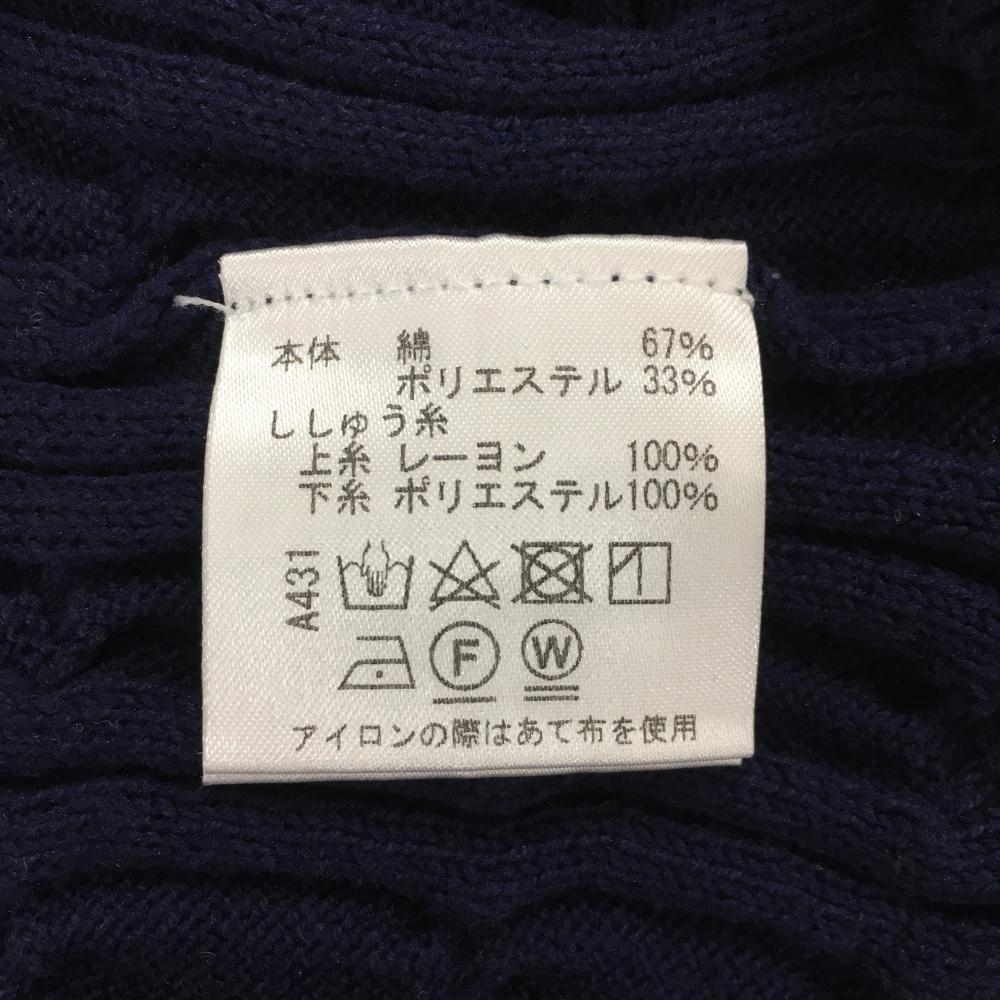 本体 綿 67%
ポリエステル 33%
ししゅう糸
上糸 レーヨン 100%
下糸 ポリエステル100%
A431
F W
アイロンの際はあて布を使用